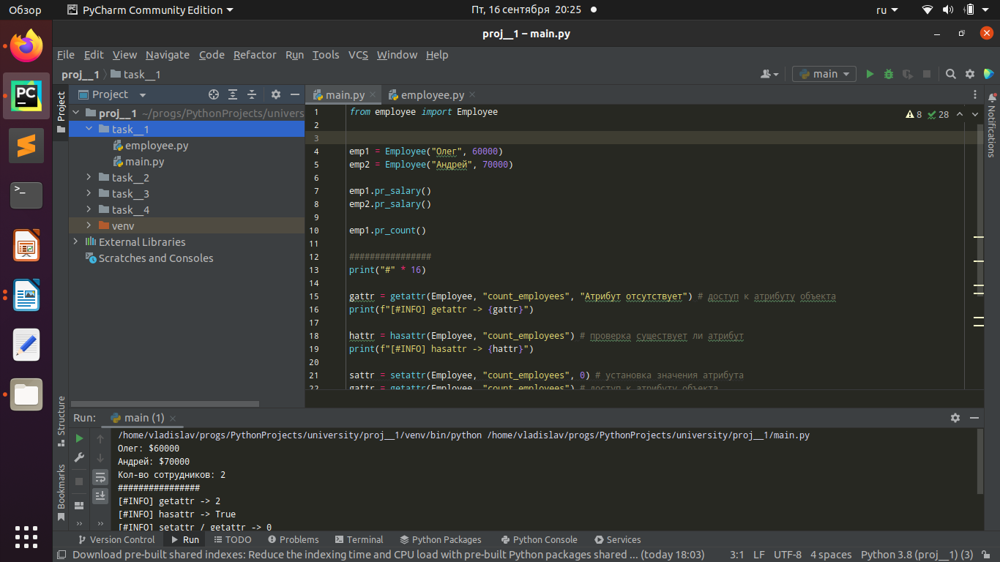 Обзор PyCharm Community Edition Пт, 16 сентября 20:25 ru
proj__1 – main.py
File Edit View Navigate Code Refactor Run Tools VCS Window Help
proj__1 task__1 main
Project
Project
proj__1 ~/progs/PythonProjects/univers
task__1
employee.py
main.py
task__2
task__3
task__4
venv
External Libraries
Scratches and Consoles
main.py employee.py
8 28
1 from employee import Employee
2
3
4 emp1 = Employee("Олег", 60000)
5 emp2 = Employee("Андрей", 70000)
6
7 emp1.pr_salary()
8 emp2.pr_salary()
9
10 emp1.pr_count()
11
12 ################
13 print("#" * 16)
14
15 gattr = getattr(Employee, "count_employees", "Атрибут отсутствует") # доступ к атрибуту объекта
16 print(f"[#INFO] getattr -> {gattr}")
17
18 hattr = hasattr(Employee, "count_employees") # проверка существует ли атрибут
19 print(f"[#INFO] hasattr -> {hattr}")
20
21 sattr = setattr(Employee, "count_employees", 0) # установка значения атрибута
22 gattr = getattr(Employee, "count_employees") # доступ к атрибуту объекта
Notifications
Structure
Bookmarks
Run: main (1)
/home/vladislav/progs/PythonProjects/university/proj__1/venv/bin/python /home/vladislav/progs/PythonProjects/university/proj__1/main.py
Олег: $60000
Андрей: $70000
Кол-во сотрудников: 2
################
[#INFO] getattr -> 2
[#INFO] hasattr -> True
[#INFO] setattr / getattr -> 0
Version Control Run TODO Problems Terminal Python Packages Python Console Services
Download pre-built shared indexes: Reduce the indexing time and CPU load with pre-built Python packages shared ... (today 18:03) 3:1 LF UTF-8 4 spaces Python 3.8 (proj__1) (3)